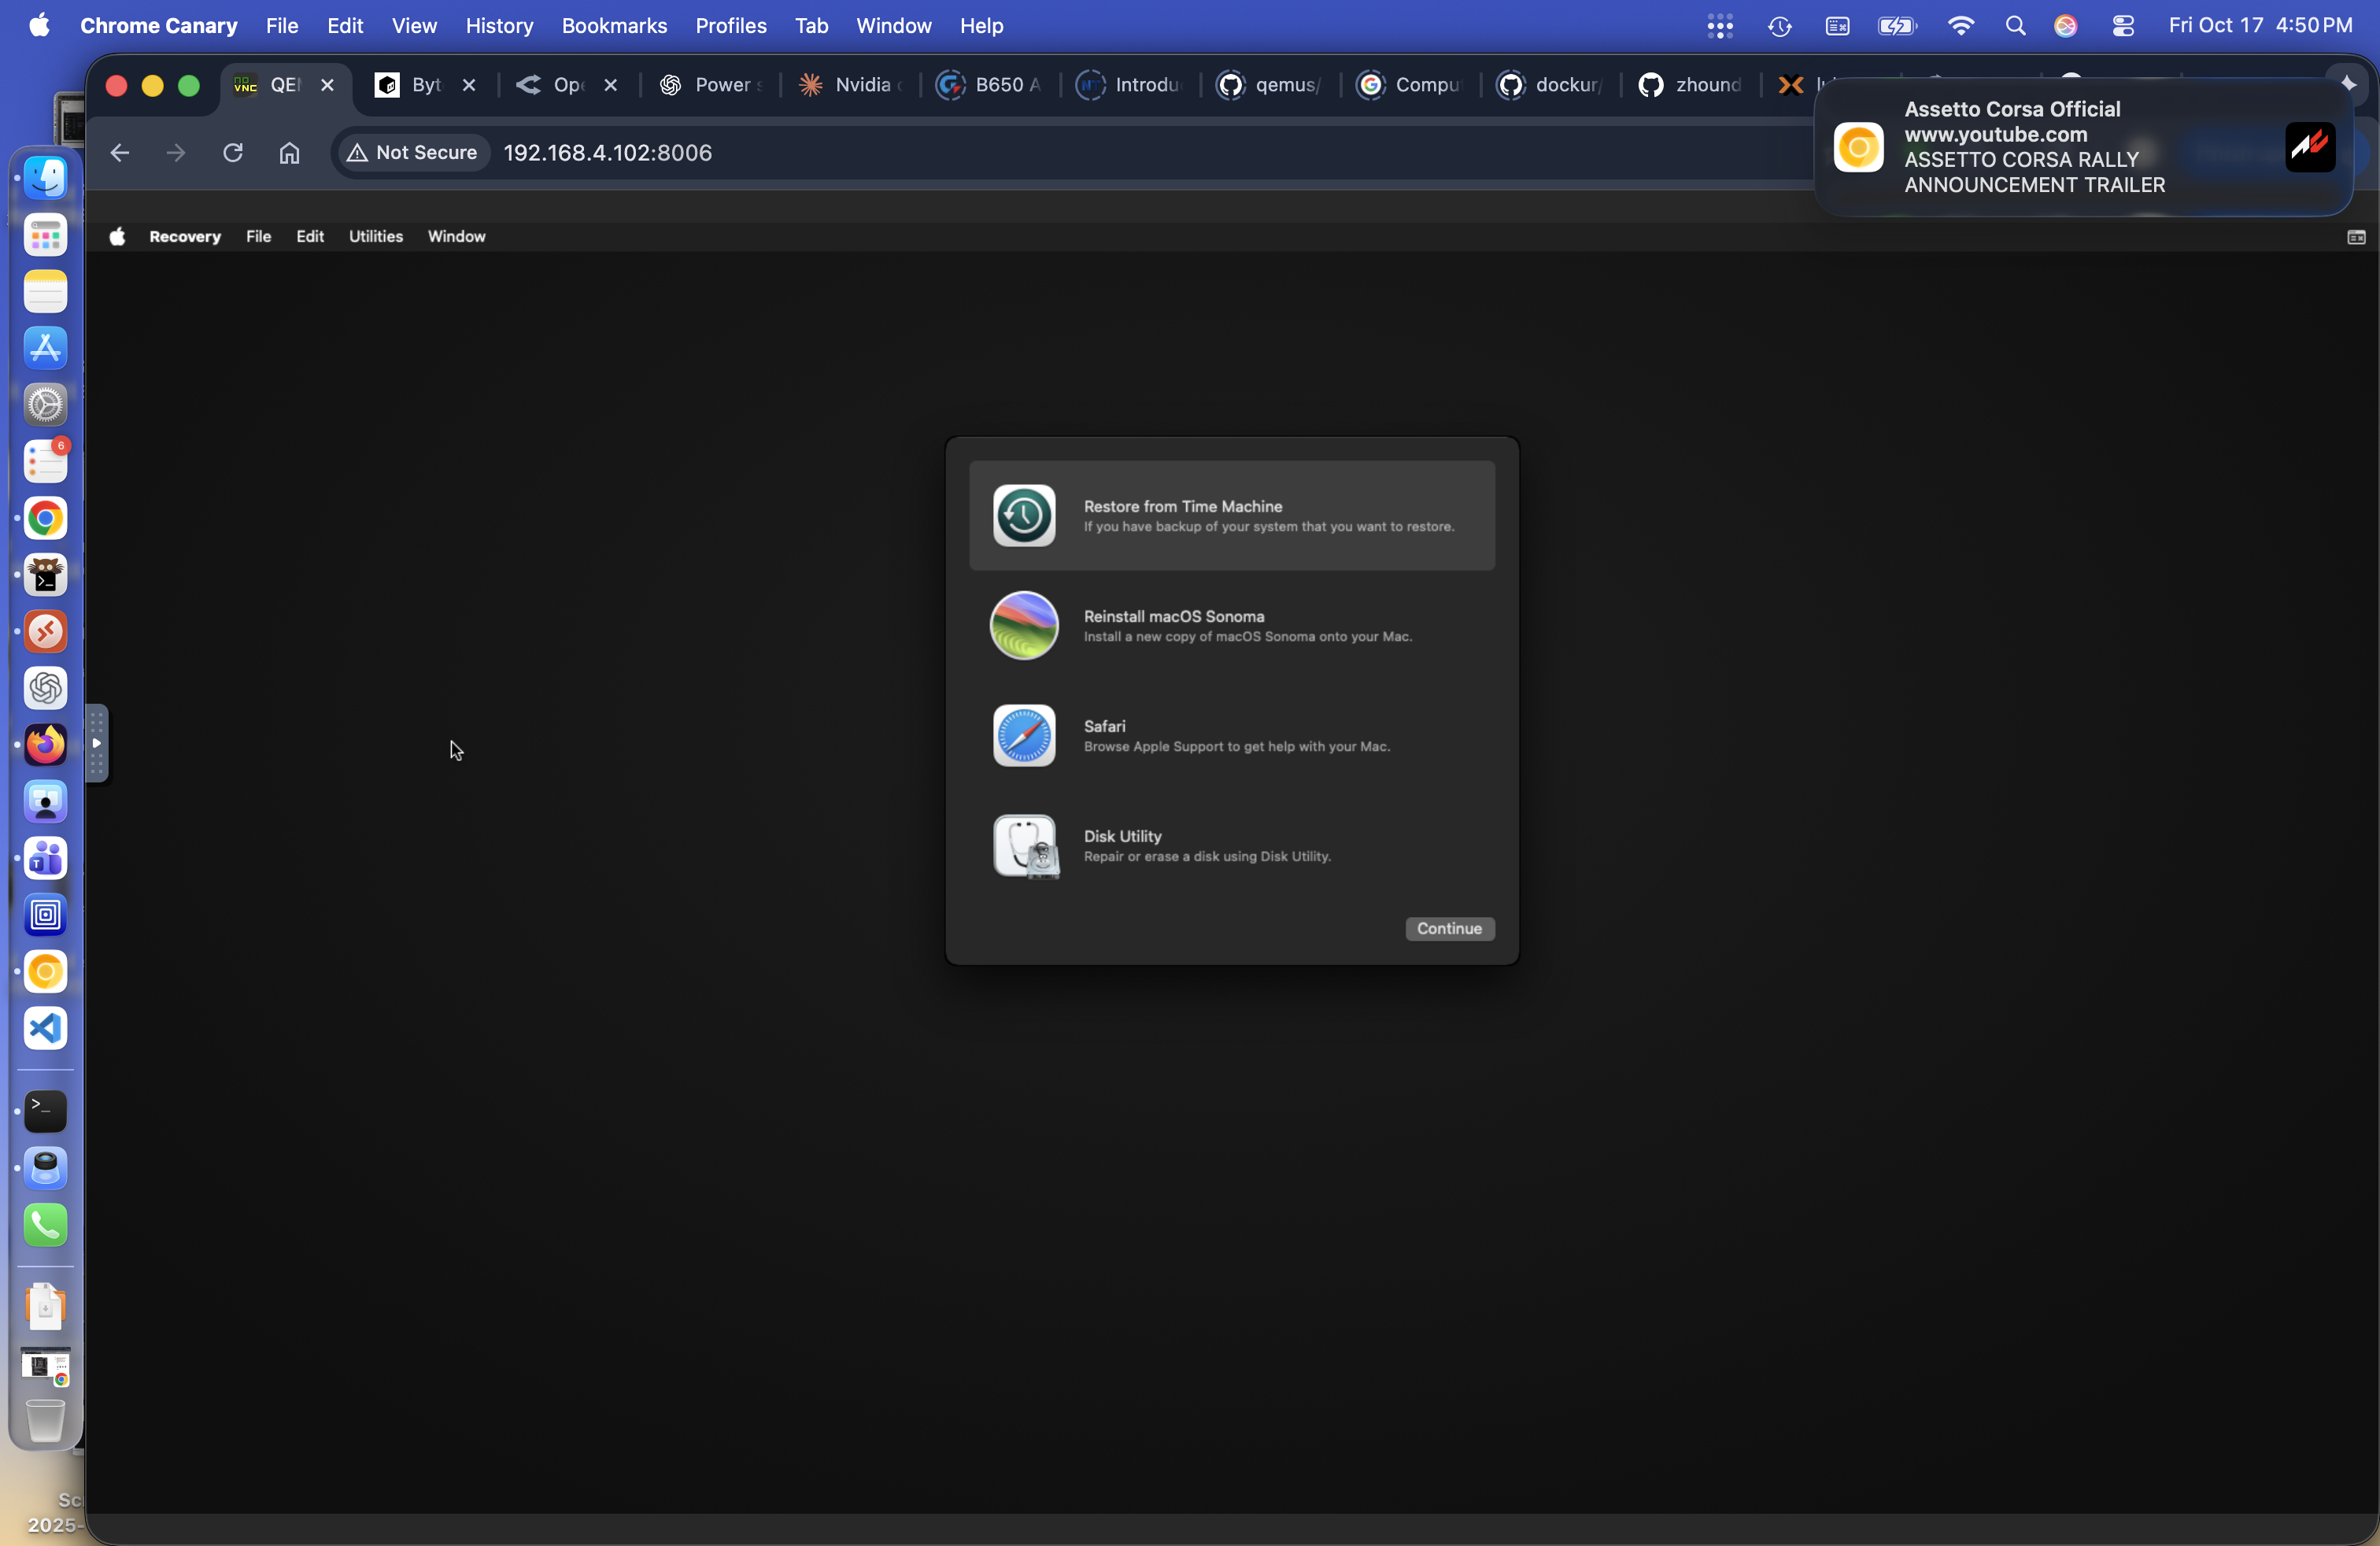 Chrome Canary File Edit View History Bookmarks Profiles Tab Window Help
Fri Oct 17 4:50 PM
no
VNC
QE
Byt
Ope
Power
Nvidia
B650 A
Introdu
qemus/
Compu
dockur/
zhound
Not Secure 192.168.4.102:8006
Assetto Corsa Official
www.youtube.com
ASSETTO CORSA RALLY
ANNOUNCEMENT TRAILER
Recovery File Edit Utilities Window
6
Restore from Time Machine
If you have backup of your system that you want to restore.
Reinstall macOS Sonoma
Install a new copy of macOS Sonoma onto your Mac.
Safari
Browse Apple Support to get help with your Mac.
Disk Utility
Repair or erase a disk using Disk Utility.
Continue
Sc
2025-